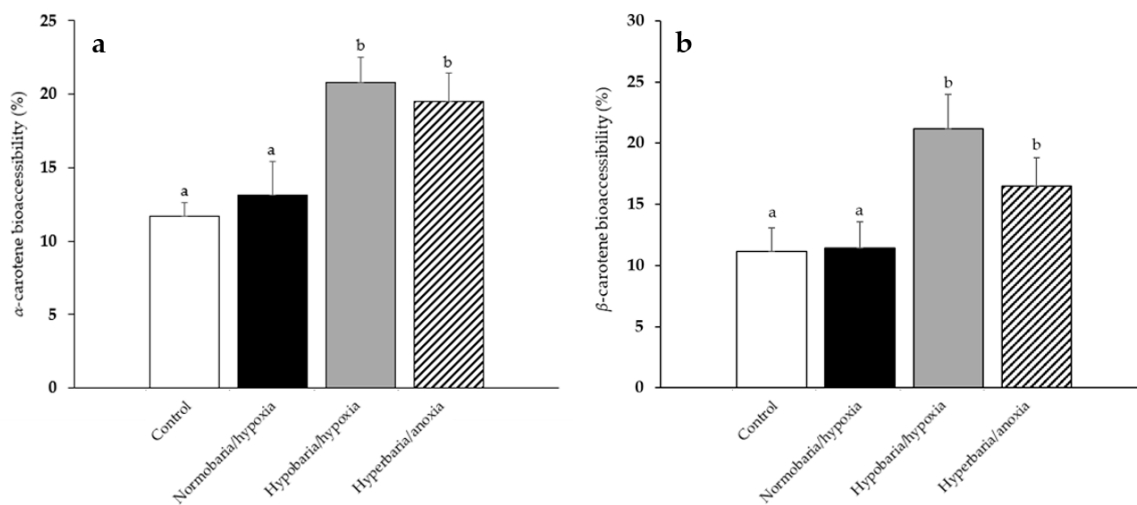 a
α-carotene bioaccessibility (%)
25
20
15
10
5
0
a
a
b
b
Control
Normobaria/hypoxia
Hypobaria/hypoxia
Hyperbaria/anoxia
b
β-carotene bioaccessibility (%)
30
25
20
15
10
5
0
a
a
b
b
Control
Normobaria/hypoxia
Hypobaria/hypoxia
Hyperbaria/anoxia